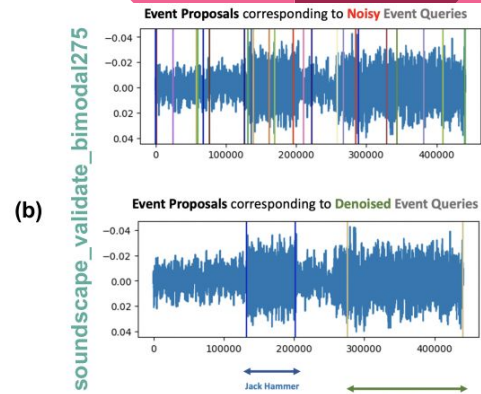 Event Proposals corresponding to Noisy Event Queries
−0.04
−0.02
0.00
0.02
0.04
0 100000 200000 300000 400000
soundscape_validate_bimodal275
(b)
Event Proposals corresponding to Denoised Event Queries
−0.04
−0.02
0.00
0.02
0.04
0 100000 200000 300000 400000
Jack Hammer